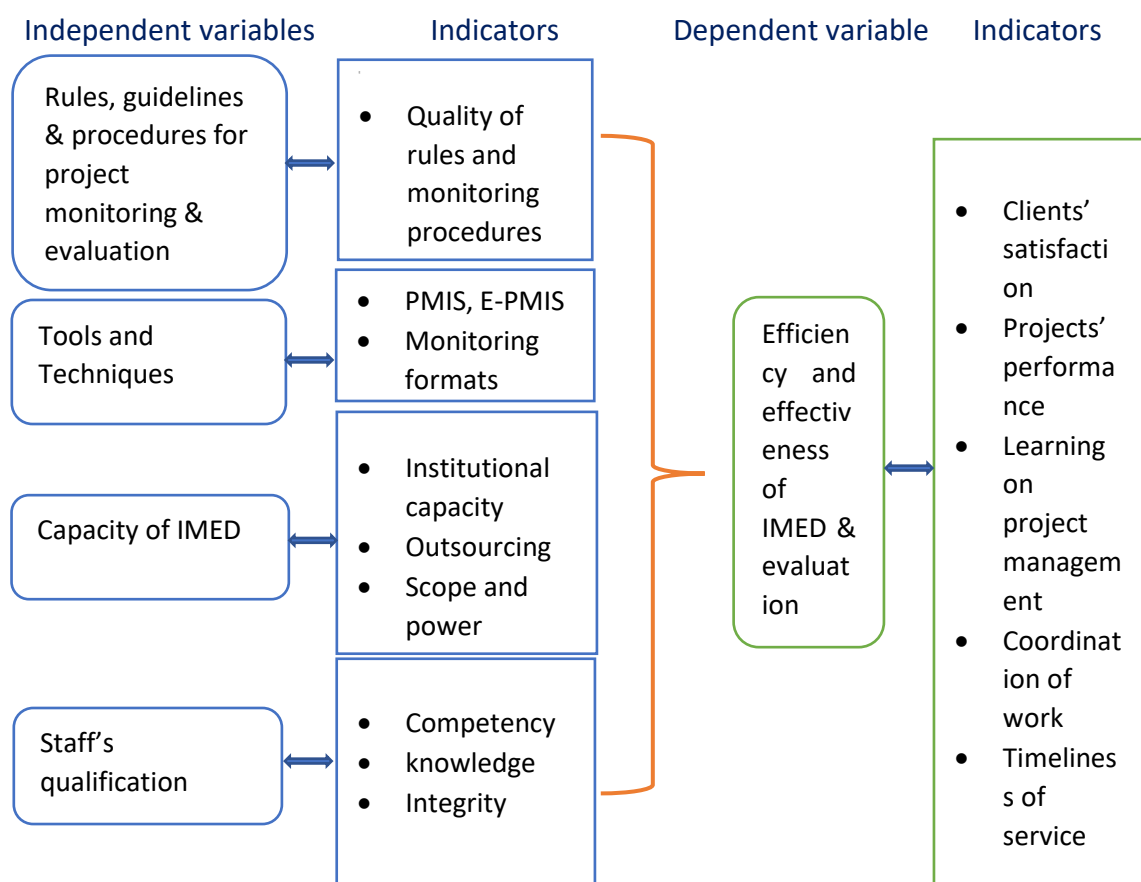 Independent variables
Indicators
Dependent variable
Indicators
Rules, guidelines
& procedures for
project
monitoring &
evaluation
• Quality of
rules and
monitoring
procedures
Tools and
Techniques
• PMIS, E-PMIS
• Monitoring
formats
Capacity of IMED
• Institutional
capacity
• Outsourcing
• Scope and
power
Staff’s
qualification
• Competency
• knowledge
• Integrity
Efficien
cy and
effectiv
eness
of
IMED &
evaluat
ion
• Clients’
satisfacti
on
• Projects’
performa
nce
• Learning
on
project
managem
ent
• Coordinat
ion of
work
• Timelines
s of
service